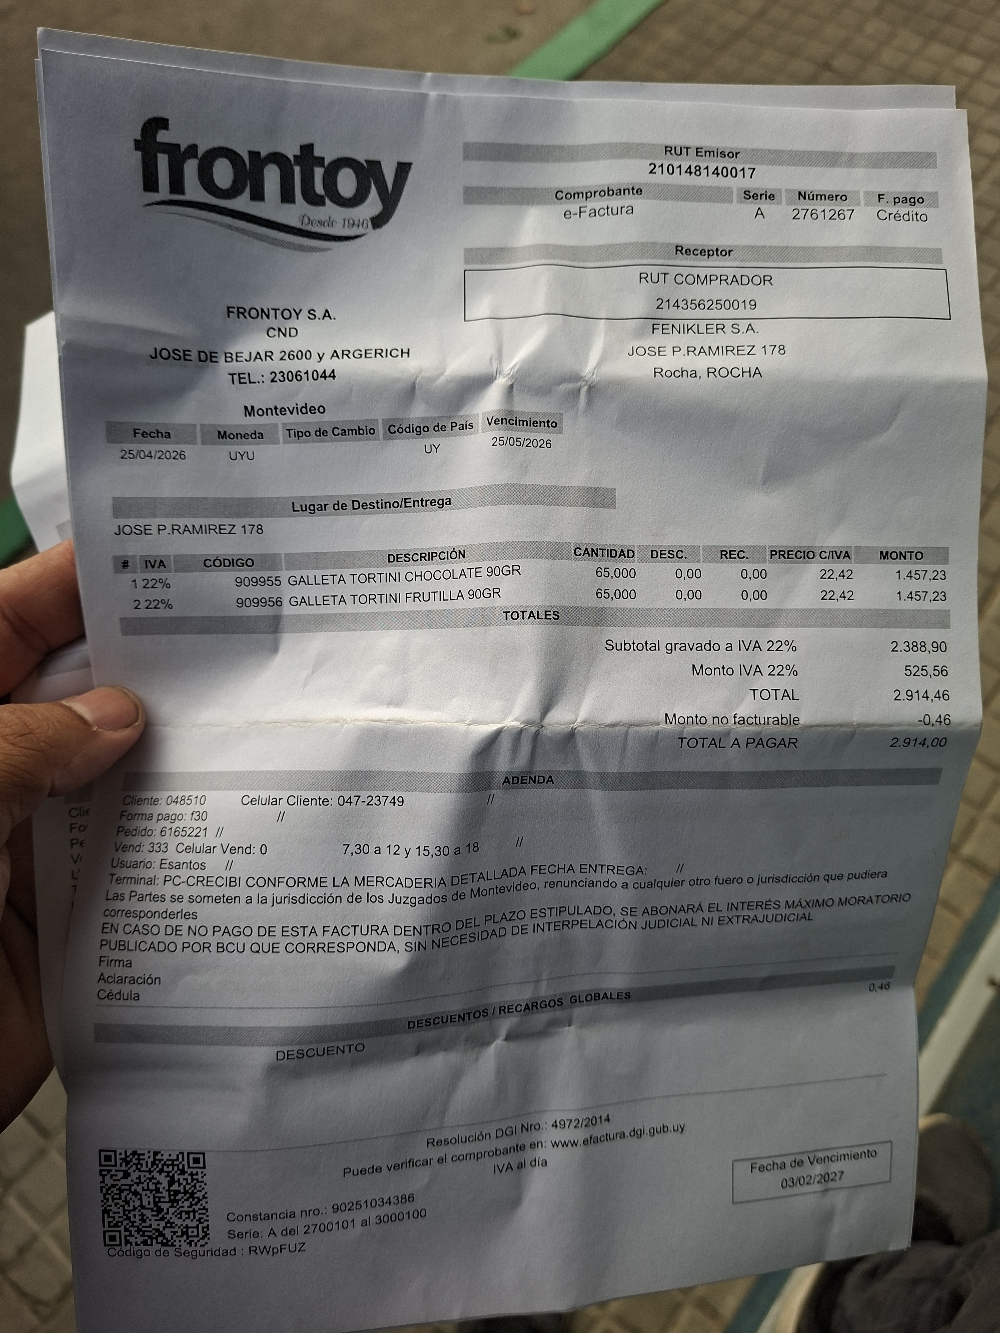 frontoy
Desde 1946
RUT Emisor
210148140017
Comprobante Serie Número F. pago
e-Factura A 2761267 Crédito
Receptor
RUT COMPRADOR
214356250019
FENIKLER S.A.
JOSE P.RAMIREZ 178
Rocha, ROCHA
FRONTOY S.A.
CND
JOSE DE BEJAR 2600 y ARGERICH
TEL.: 23061044
Montevideo
Fecha Moneda Tipo de Cambio Código de País Vencimiento
25/04/2026 UYU UY 25/05/2026
Lugar de Destino/Entrega
JOSE P.RAMIREZ 178
# IVA CÓDIGO DESCRIPCIÓN CANTIDAD DESC. REC. PRECIO C/IVA MONTO
1 22% 909955 GALLETA TORTINI CHOCOLATE 90GR 65,000 0,00 0,00 22,42 1.457,23
2 22% 909956 GALLETA TORTINI FRUTILLA 90GR 65,000 0,00 0,00 22,42 1.457,23
TOTALES
Subtotal gravado a IVA 22% 2.388,90
Monto IVA 22% 525,56
TOTAL 2.914,46
Monto no facturable -0,46
TOTAL A PAGAR 2.914,00
ADENDA
Cliente: 048510 Celular Cliente: 047-23749 //
Forma pago: f30 //
Pedido: 6165221 //
Vend: 333 Celular Vend: 0 7,30 a 12 y 15,30 a 18 //
Usuario: Esantos //
Terminal: PC-CRECIBI CONFORME LA MERCADERIA DETALLADA FECHA ENTREGA: //
Las Partes se someten a la jurisdicción de los Juzgados de Montevideo, renunciando a cualquier otro fuero o jurisdicción que pudiera
corresponderles
EN CASO DE NO PAGO DE ESTA FACTURA DENTRO DEL PLAZO ESTIPULADO, SE ABONARÁ EL INTERÉS MÁXIMO MORATORIO
PUBLICADO POR BCU QUE CORRESPONDA, SIN NECESIDAD DE INTERPELACIÓN JUDICIAL NI EXTRAJUDICIAL
Firma
Aclaración
Cédula
DESCUENTOS / RECARGOS GLOBALES
DESCUENTO 0,46
Resolución DGI Nro.: 4972/2014
Puede verificar el comprobante en: www.efactura.dgi.gub.uy
IVA al día
Fecha de Vencimiento
03/02/2027
Constancia nro.: 90251034386
Serie: A del 2700101 al 3000100
Código de Seguridad : RWpFUZ